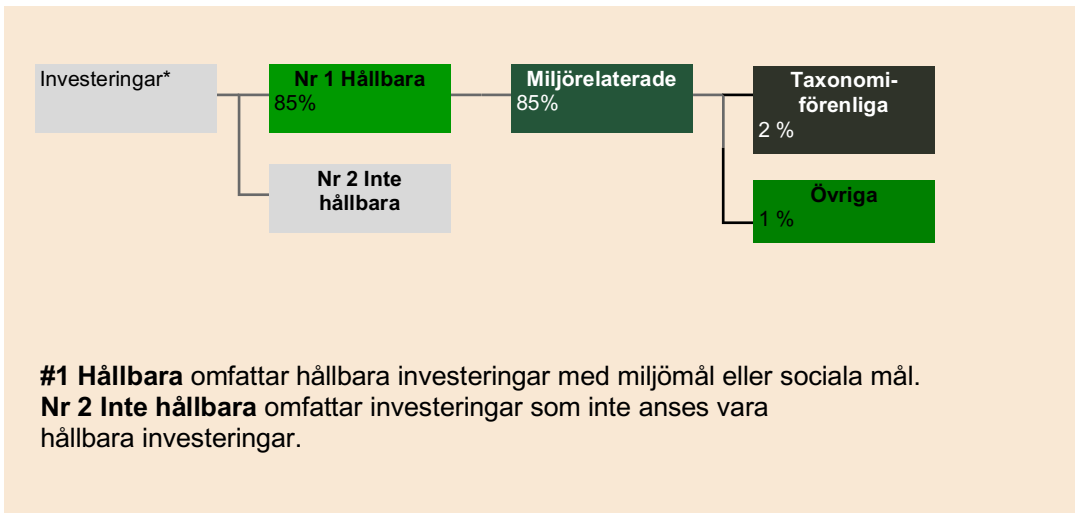 Investeringar*
Nr 1 Hållbara
85%
Miljörelaterade
85%
Taxonomi-
förenliga
2 %
Nr 2 Inte
hållbara
Övriga
1 %
#1 Hållbara omfattar hållbara investeringar med miljömål eller sociala mål.
Nr 2 Inte hållbara omfattar investeringar som inte anses vara
hållbara investeringar.